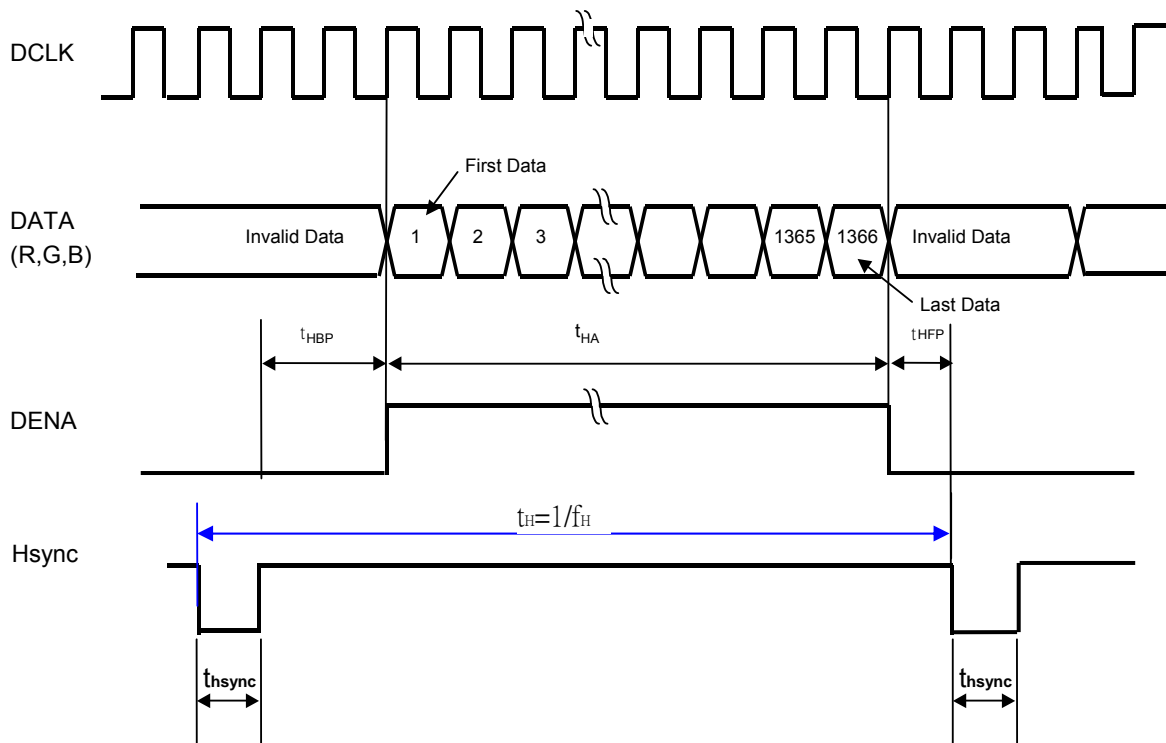 DCLK
First Data
DATA
(R,G,B)
Invalid Data
1
2
3
1365
1366
Invalid Data
Last Data
tHBP
tHA
tHFP
DENA
tH=1/fH
Hsync
thsync
thsync